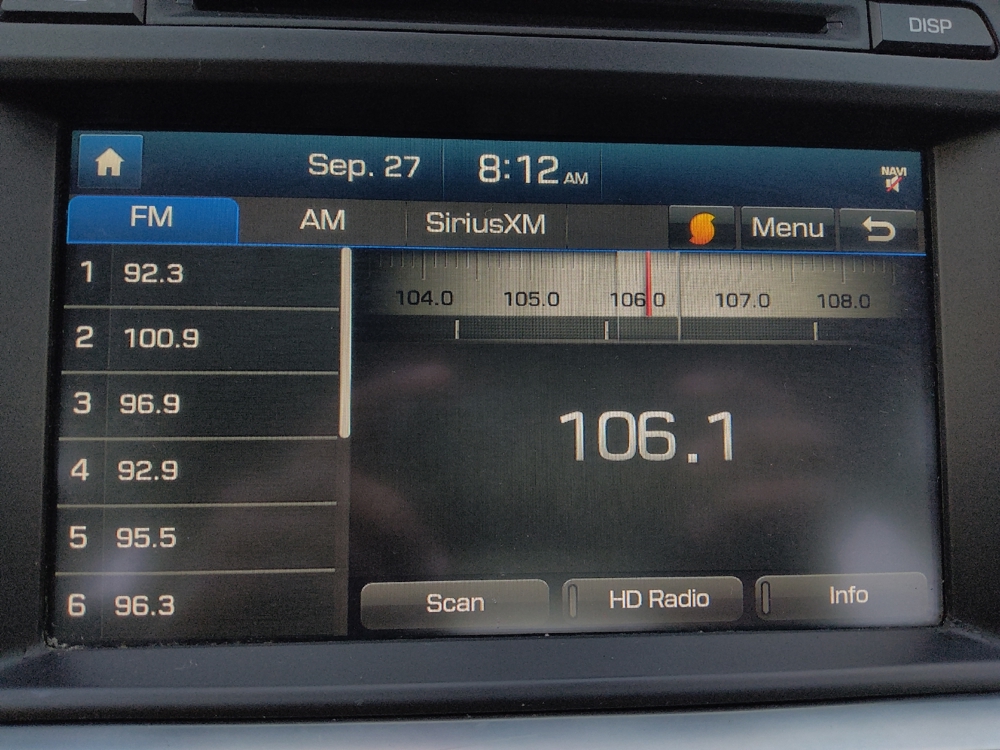 DISP
Sep. 27 8:12 AM NAVI
FM AM SiriusXM Menu
1 92.3
2 100.9
3 96.9
4 92.9
5 95.5
6 96.3
104.0 105.0 106.0 107.0 108.0
106.1
Scan HD Radio Info